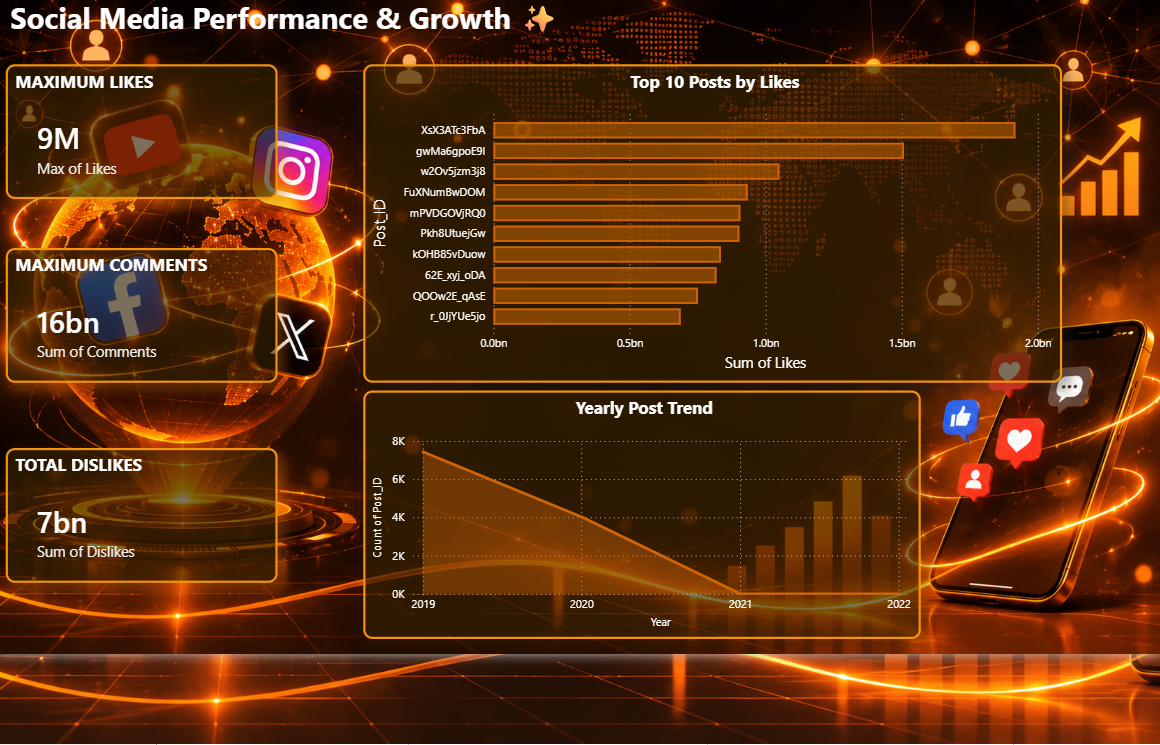 Social Media Performance & Growth ✨
MAXIMUM LIKES
9M
Max of Likes
MAXIMUM COMMENTS
16bn
Sum of Comments
TOTAL DISLIKES
7bn
Sum of Dislikes
Top 10 Posts by Likes
Post_ID
XsX3ATc3FbA
gwMa6gpoE9I
w2Ov5jzm3j8
FuXNumBwDOM
mPVDGOVjRQ0
Pkh8UtuejGw
kOHB85vDuow
62E_xyj_oDA
QOOw2E_qAsE
r_0JjYUe5jo
0.0bn 0.5bn 1.0bn 1.5bn 2.0bn
Sum of Likes
Yearly Post Trend
Count of Post_ID
8K
6K
4K
2K
0K
2019 2020 2021 2022
Year